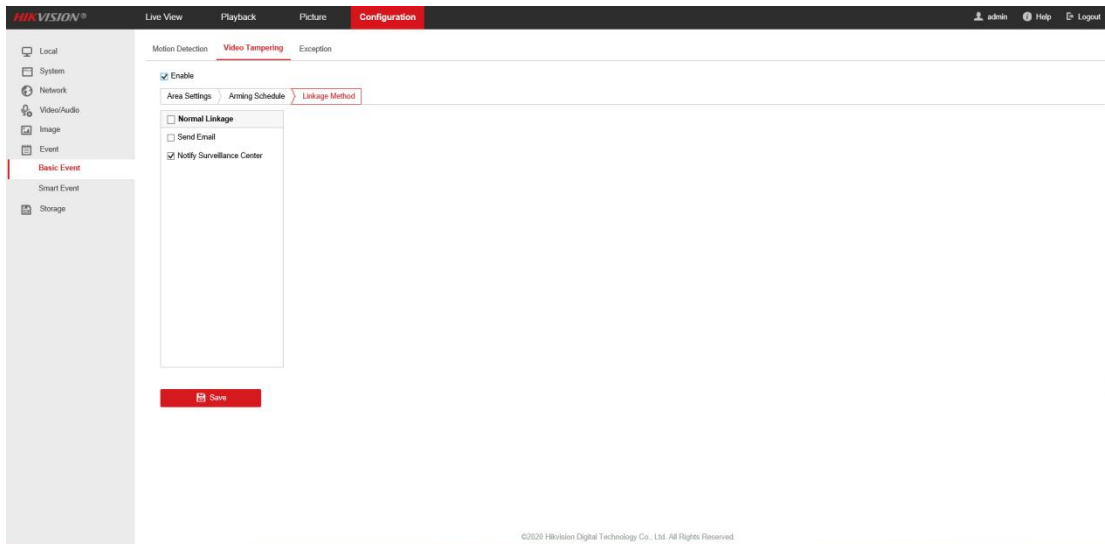 HIKVISION® Live View Playback Picture Configuration admin Help Logout
Local
System
Network
Video/Audio
Image
Event
Basic Event
Smart Event
Storage
Motion Detection Video Tampering Exception
Enable
Area Settings Arming Schedule Linkage Method
Normal Linkage
Send Email
Notify Surveillance Center
Save
©2020 Hikvision Digital Technology Co., Ltd. All Rights Reserved.